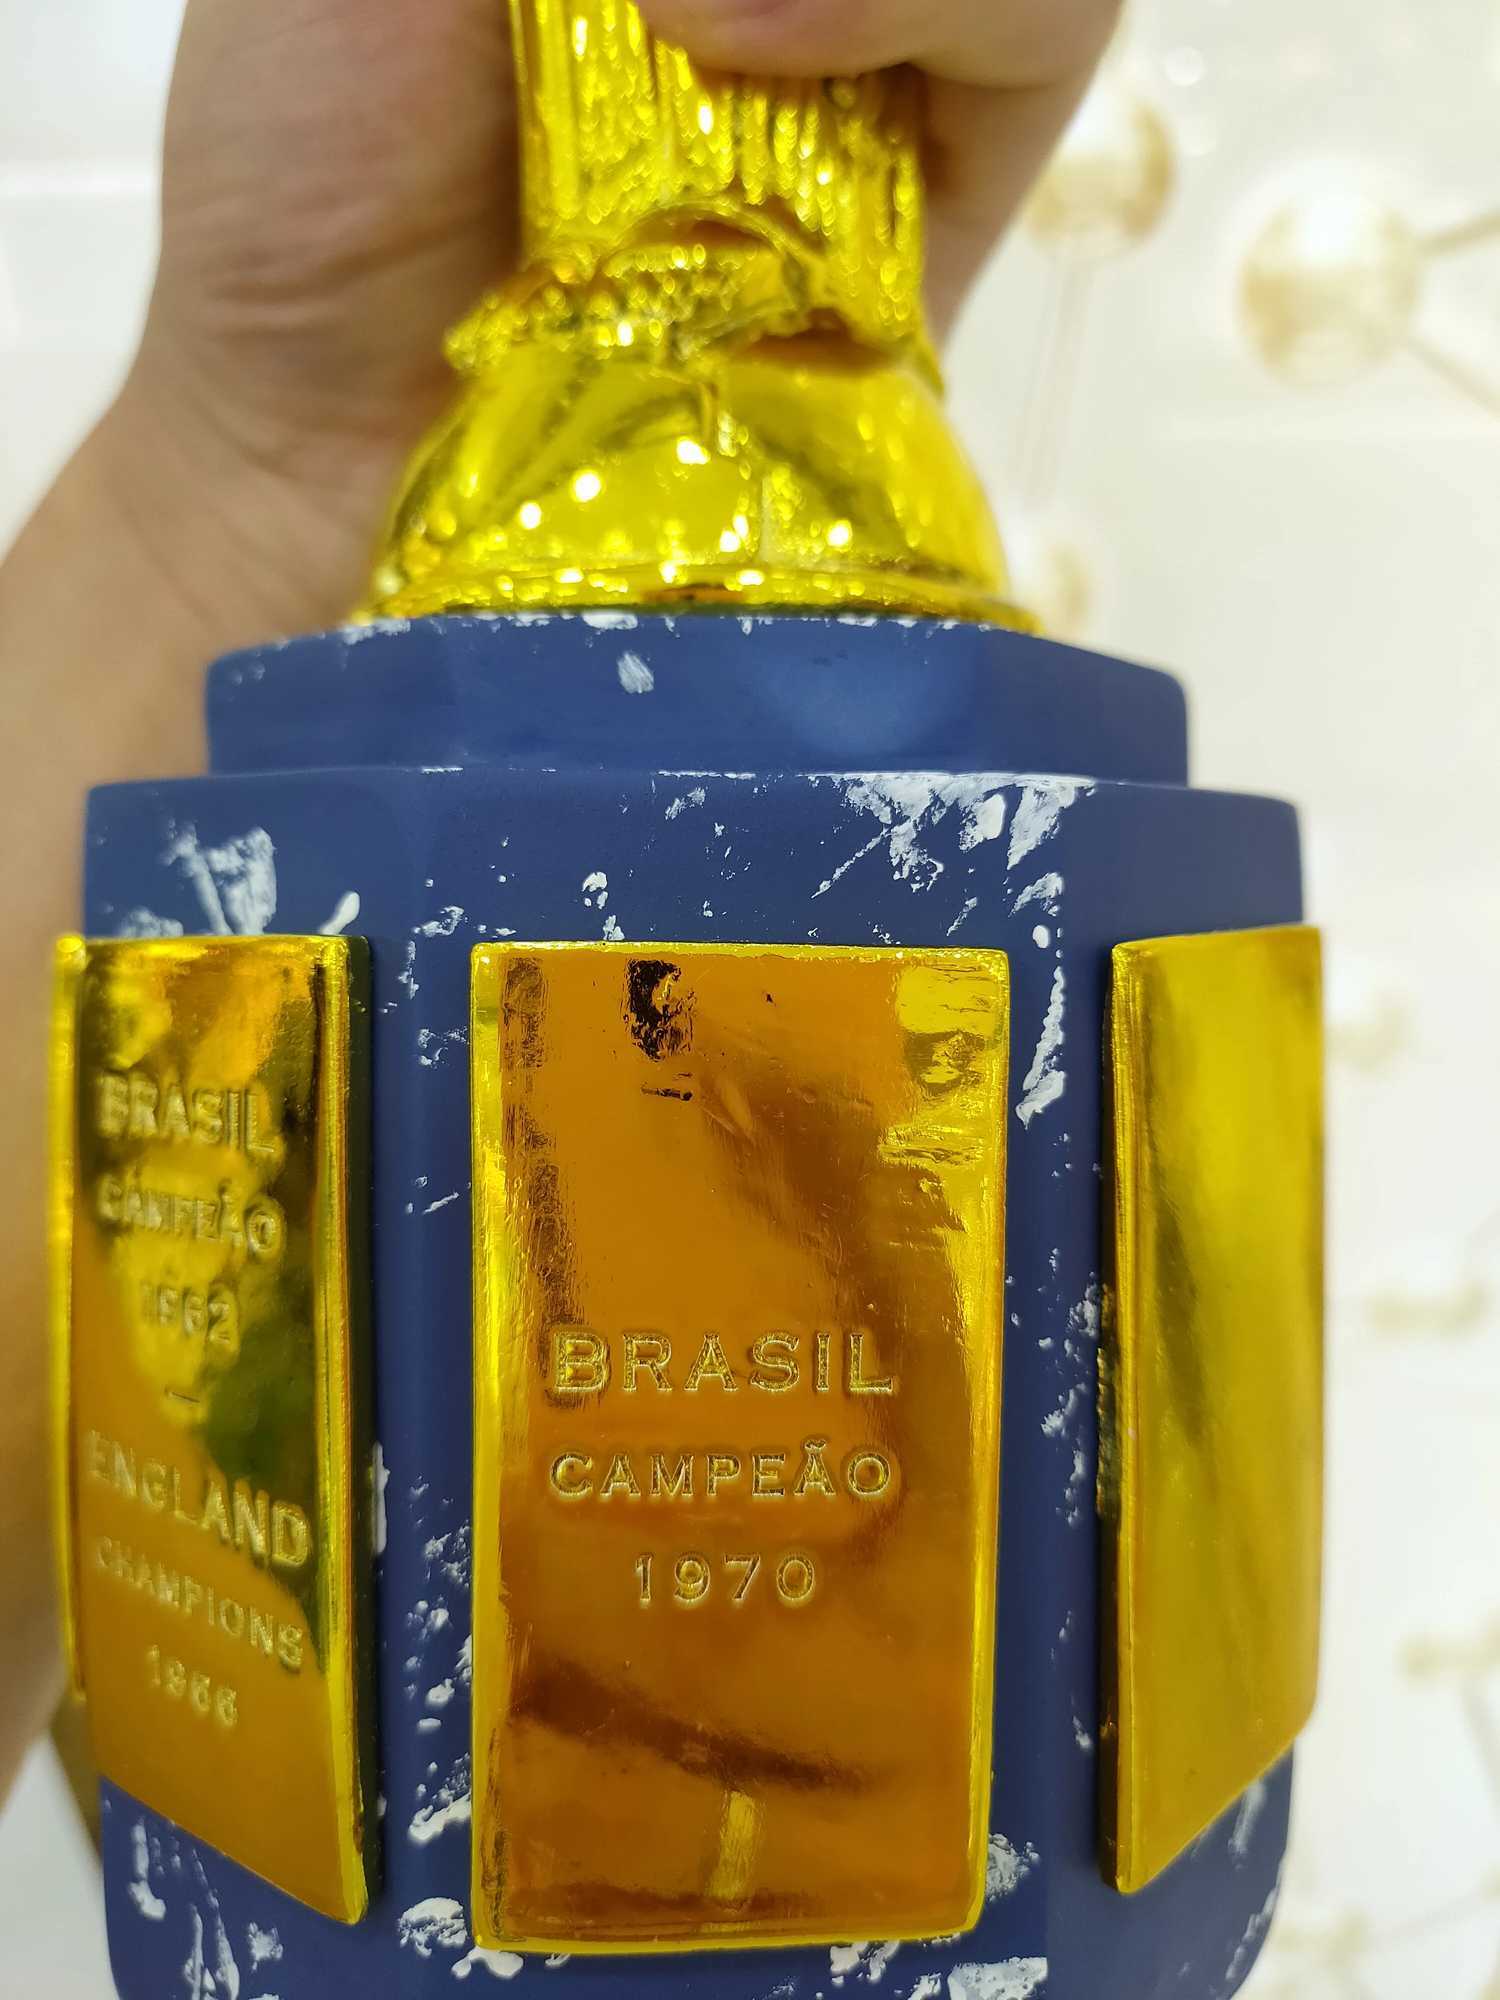 BRASIL
CAMPEÃO
1962
ENGLAND
CHAMPIONS
1966
BRASIL
CAMPEÃO
1970